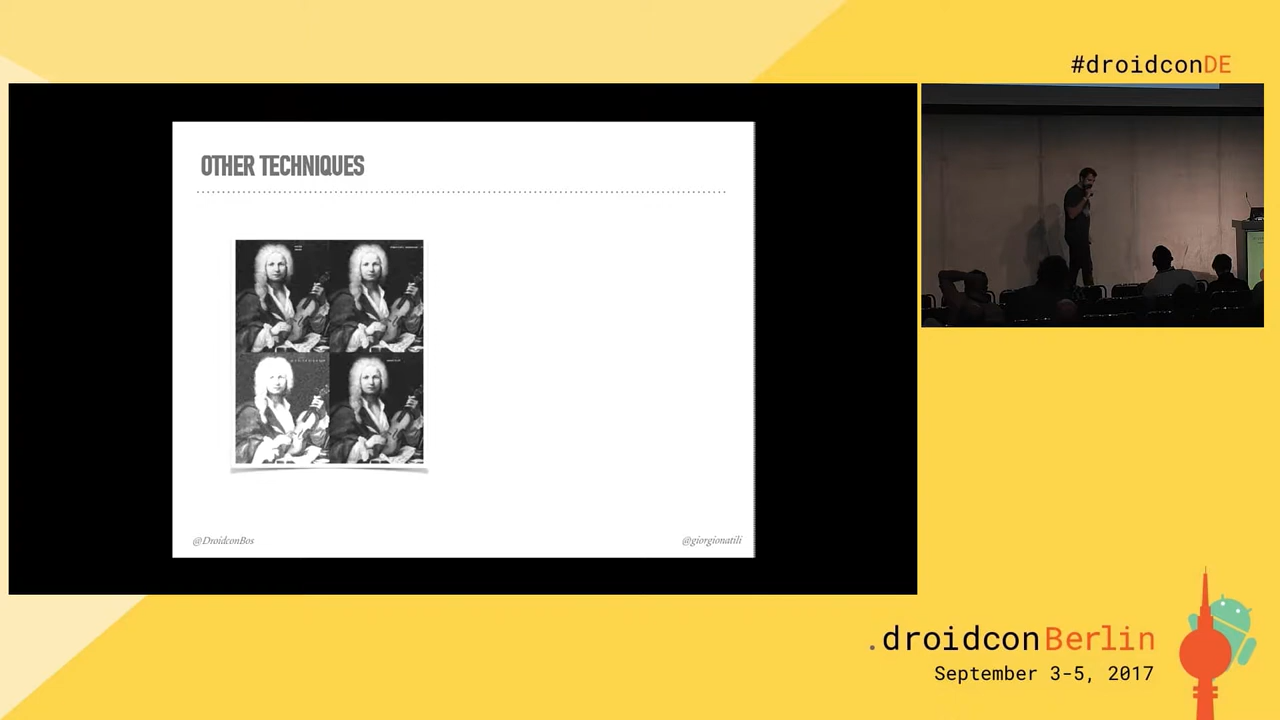 #droidconDE
OTHER TECHNIQUES
@DroidconBos
@giorgionatili
.droidconBerlin
September 3-5, 2017